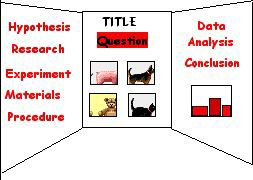 Hypothesis
Research
Experiment
Materials
Procedure
TITLE
Question
Data
Analysis
Conclusion